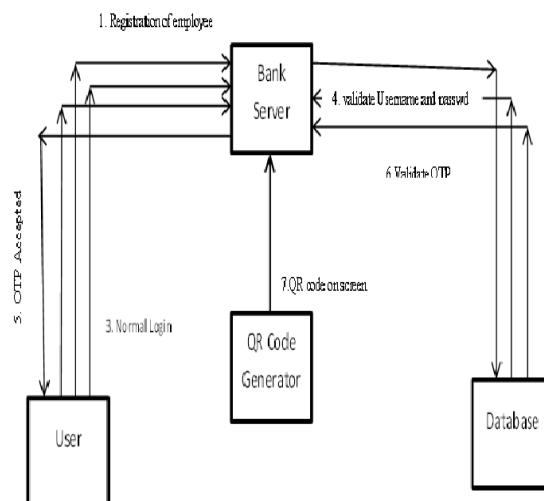 1. Registration of employee
Bank
Server
4. validate Username and passwd
6.Validate OTP
5. OTP Accepted
7.QR code on screen
3. Normal Login
QR Code
Generator
User
Database